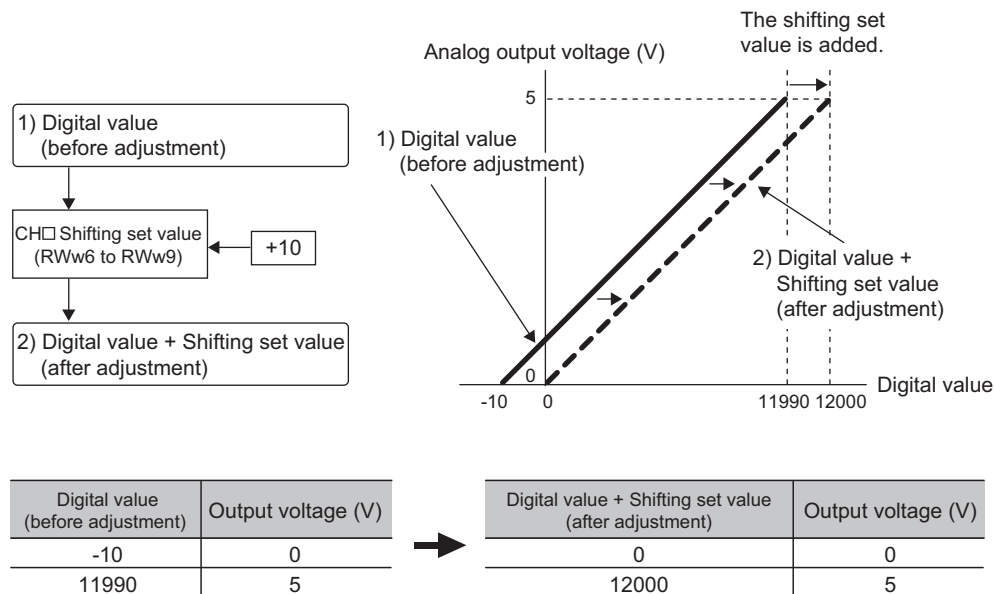 1) Digital value
(before adjustment)
CH□ Shifting set value
(RWw6 to RWw9)
+10
2) Digital value + Shifting set value
(after adjustment)
The shifting set
value is added.
Analog output voltage (V)
5
1) Digital value
(before adjustment)
2) Digital value +
Shifting set value
(after adjustment)
0
Digital value
-10 0 11990 12000
Digital value
(before adjustment)
Output voltage (V)
-10 0
11990 5
Digital value + Shifting set value
(after adjustment)
Output voltage (V)
0 0
12000 5